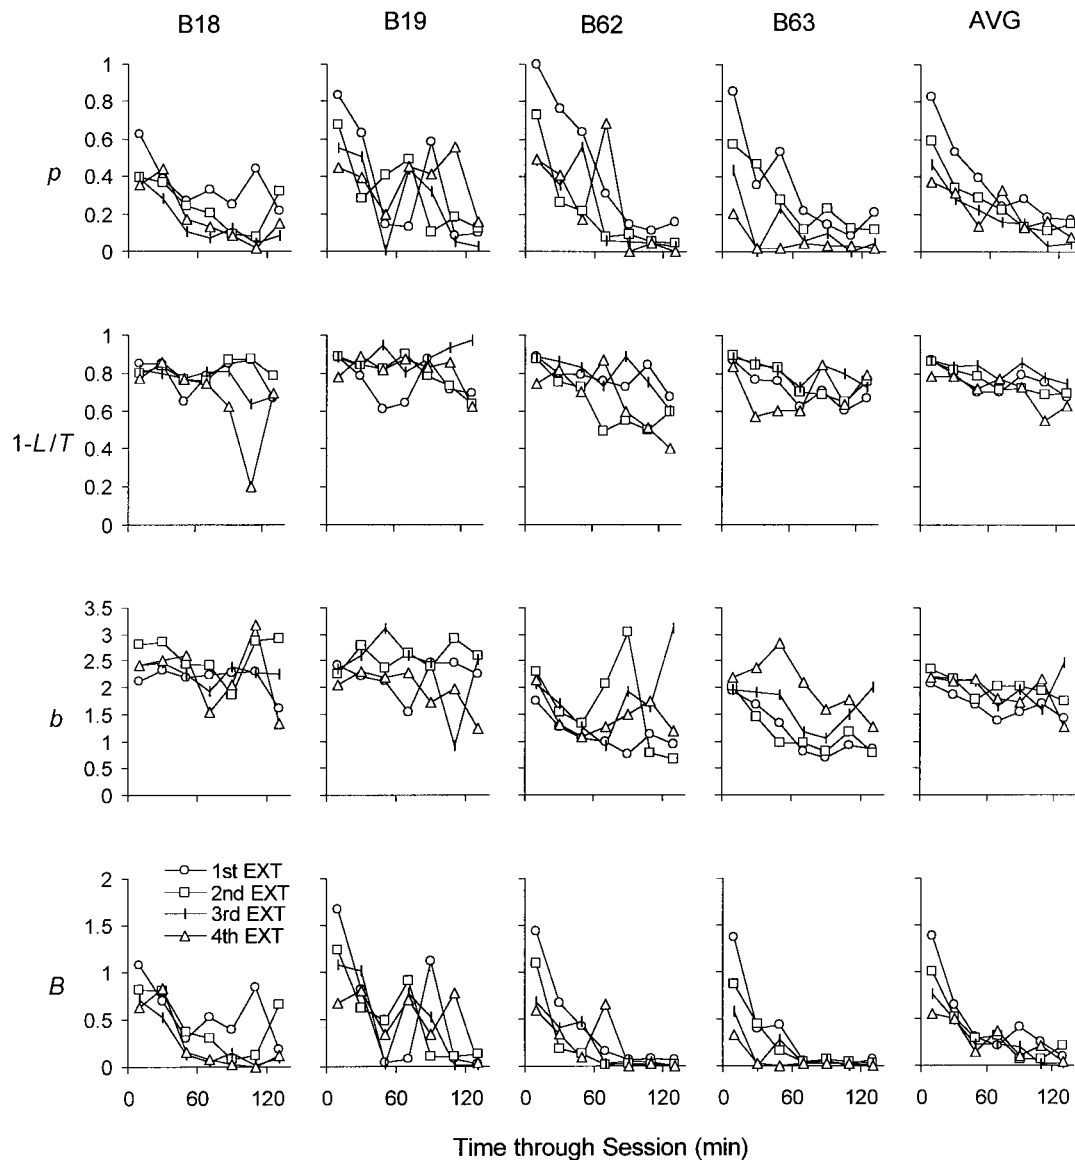 B18 B19 B62 B63 AVG
p
1
0.8
0.6
0.4
0.2
0
1-L/T
1
0.8
0.6
0.4
0.2
0
b
3.5
3
2.5
2
1.5
1
0.5
0
B
2
1.5
1
0.5
0
1st EXT
2nd EXT
3rd EXT
4th EXT
0 60 120 0 60 120 0 60 120 0 60 120 0 60 120
Time through Session (min)